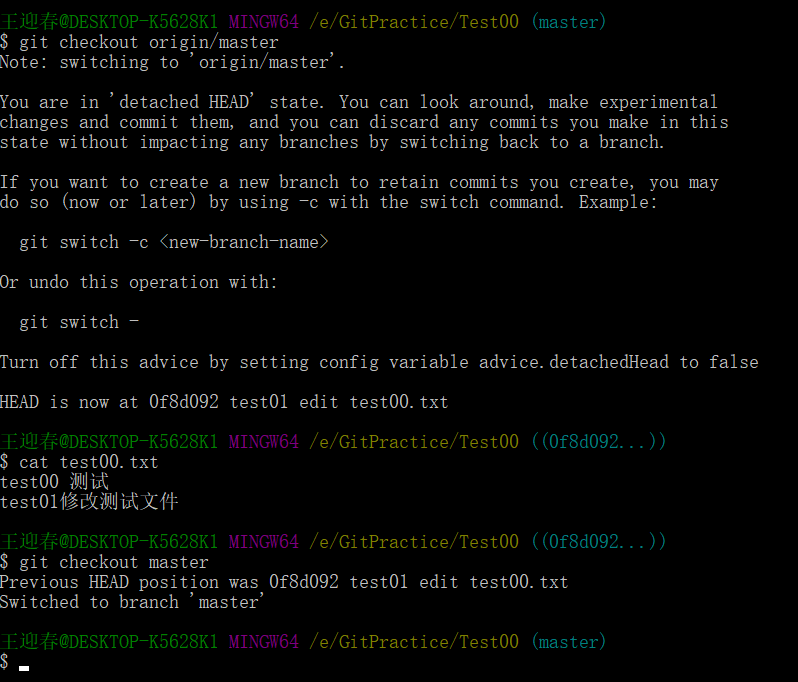 王迎春@DESKTOP-K5628K1 MINGW64 /e/GitPractice/Test00 (master)
$ git checkout origin/master
Note: switching to 'origin/master'.
You are in 'detached HEAD' state. You can look around, make experimental
changes and commit them, and you can discard any commits you make in this
state without impacting any branches by switching back to a branch.
If you want to create a new branch to retain commits you create, you may
do so (now or later) by using -c with the switch command. Example:
git switch -c <new-branch-name>
Or undo this operation with:
git switch -
Turn off this advice by setting config variable advice.detachedHead to false
HEAD is now at 0f8d092 test01 edit test00.txt
王迎春@DESKTOP-K5628K1 MINGW64 /e/GitPractice/Test00 ((0f8d092...))
$ cat test00.txt
test00 测试
test01修改测试文件
王迎春@DESKTOP-K5628K1 MINGW64 /e/GitPractice/Test00 ((0f8d092...))
$ git checkout master
Previous HEAD position was 0f8d092 test01 edit test00.txt
Switched to branch 'master'
王迎春@DESKTOP-K5628K1 MINGW64 /e/GitPractice/Test00 (master)
$